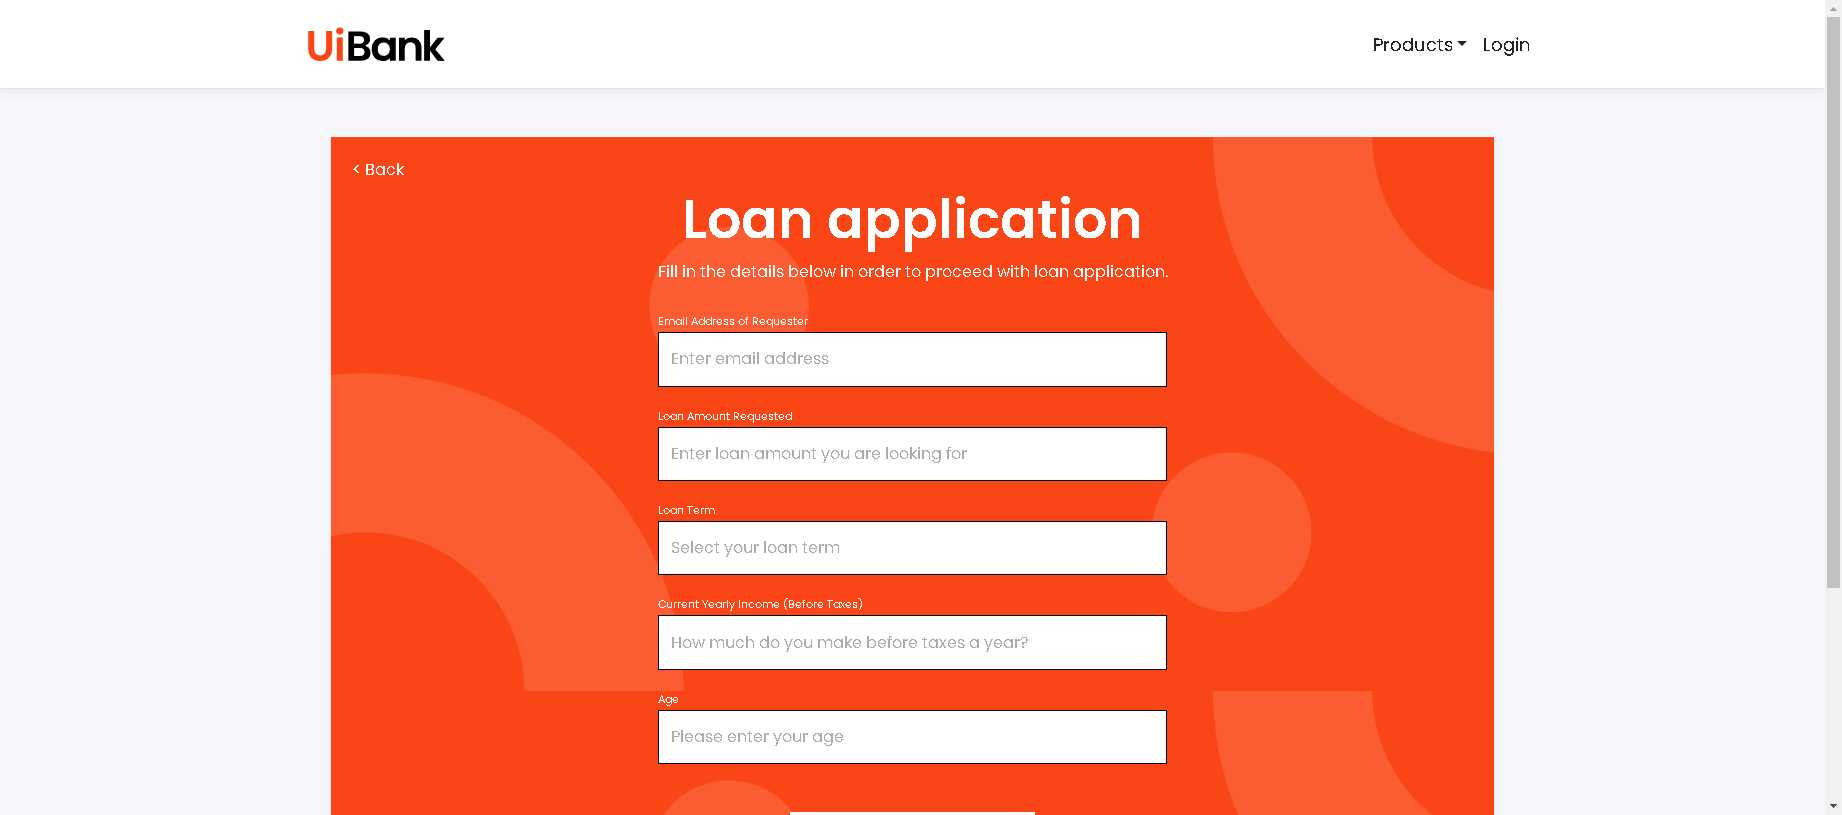 UiBank
Products
Login
< Back
Loan application
Fill in the details below in order to proceed with loan application.
Email Address of Requester
Enter email address
Loan Amount Requested
Enter loan amount you are looking for
Loan Term
Select your loan term
Current Yearly Income (Before Taxes)
How much do you make before taxes a year?
Age
Please enter your age